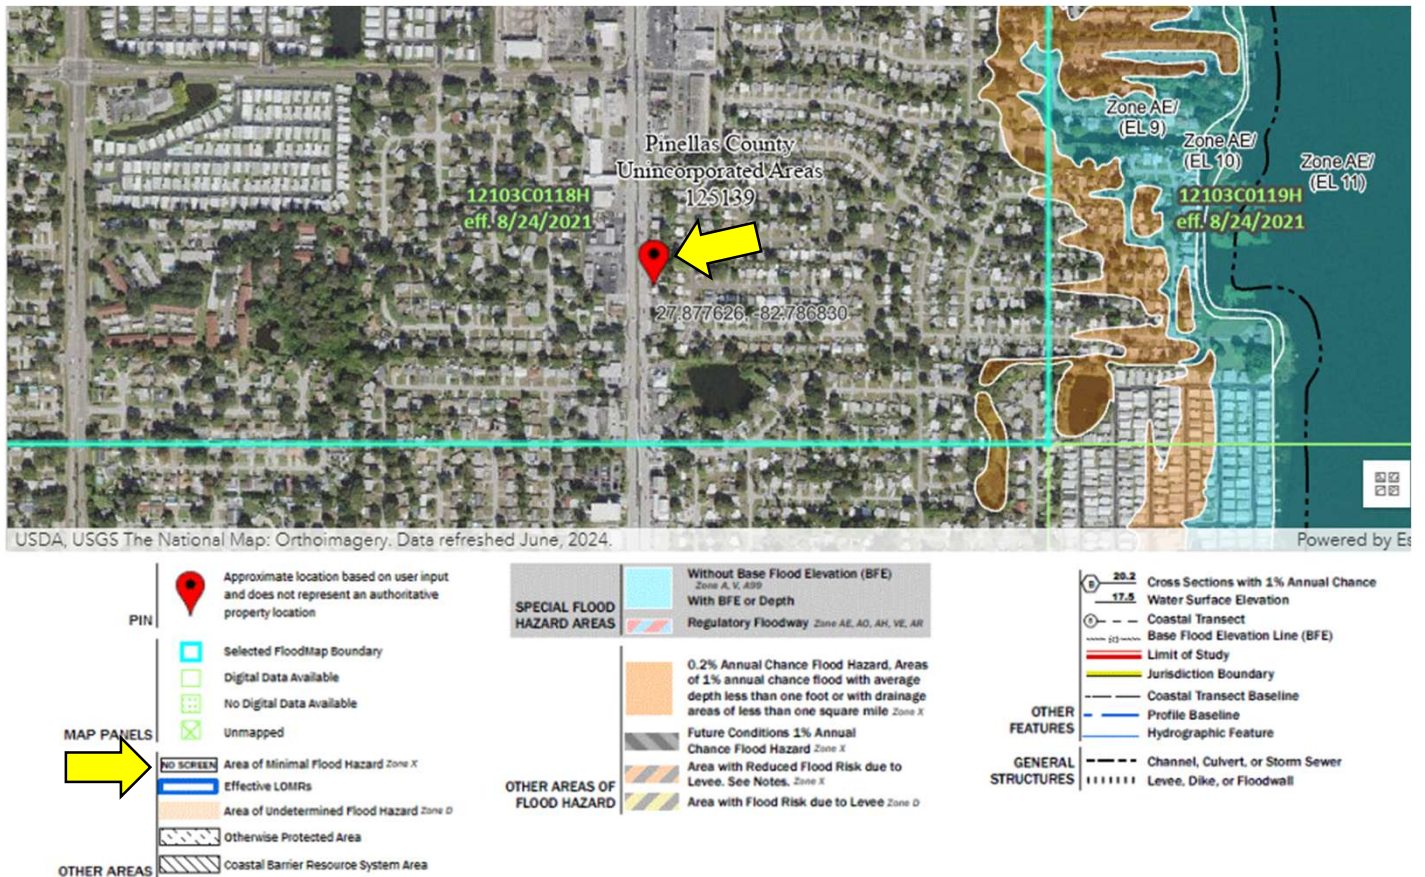 Zone AE/
(EL 9)
Zone AE/
(EL 10)
Zone AE/
(EL 11)
Pinellas County
Unincorporated Areas
125139
12103C0118H
eff. 8/24/2021
12103C0119H
eff. 8/24/2021
27.877626, -82.786830
USDA, USGS The National Map: Orthoimagery. Data refreshed June, 2024.
Powered by Es
PIN
Approximate location based on user input
and does not represent an authoritative
property location
MAP PANELS
Selected FloodMap Boundary
Digital Data Available
No Digital Data Available
Unmapped
OTHER AREAS
NO SCREEN Area of Minimal Flood Hazard Zone X
Effective LOMRs
Area of Undetermined Flood Hazard Zone D
Otherwise Protected Area
Coastal Barrier Resource System Area
SPECIAL FLOOD
HAZARD AREAS
Without Base Flood Elevation (BFE)
Zone A, V, A99
With BFE or Depth
Regulatory Floodway Zone AE, AO, AH, VE, AR
OTHER AREAS OF
FLOOD HAZARD
0.2% Annual Chance Flood Hazard, Areas
of 1% annual chance flood with average
depth less than one foot or with drainage
areas of less than one square mile Zone X
Future Conditions 1% Annual
Chance Flood Hazard Zone X
Area with Reduced Flood Risk due to
Levee. See Notes. Zone X
Area with Flood Risk due to Levee Zone D
OTHER
FEATURES
B 20.2 Cross Sections with 1% Annual Chance
17.5 Water Surface Elevation
Coastal Transect
Base Flood Elevation Line (BFE)
Limit of Study
Jurisdiction Boundary
Coastal Transect Baseline
Profile Baseline
Hydrographic Feature
GENERAL
STRUCTURES
Channel, Culvert, or Storm Sewer
Levee, Dike, or Floodwall